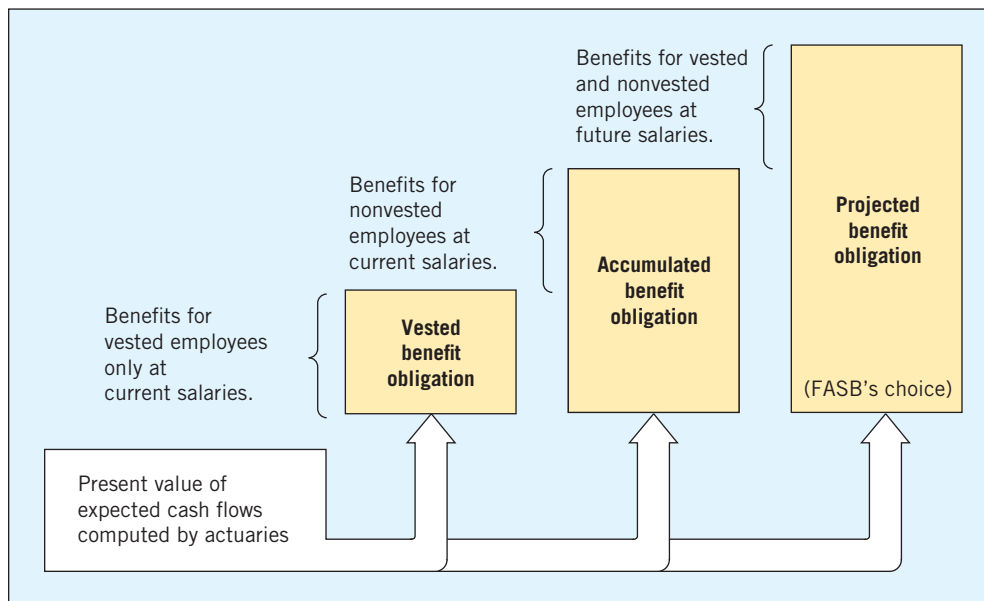 Benefits for vested
and nonvested
employees at
future salaries.
Benefits for
nonvested
employees at
current salaries.
Projected
benefit
obligation
Accumulated
benefit
obligation
Benefits for
vested employees
only at
current salaries.
Vested
benefit
obligation
(FASB’s choice)
Present value of
expected cash flows
computed by actuaries